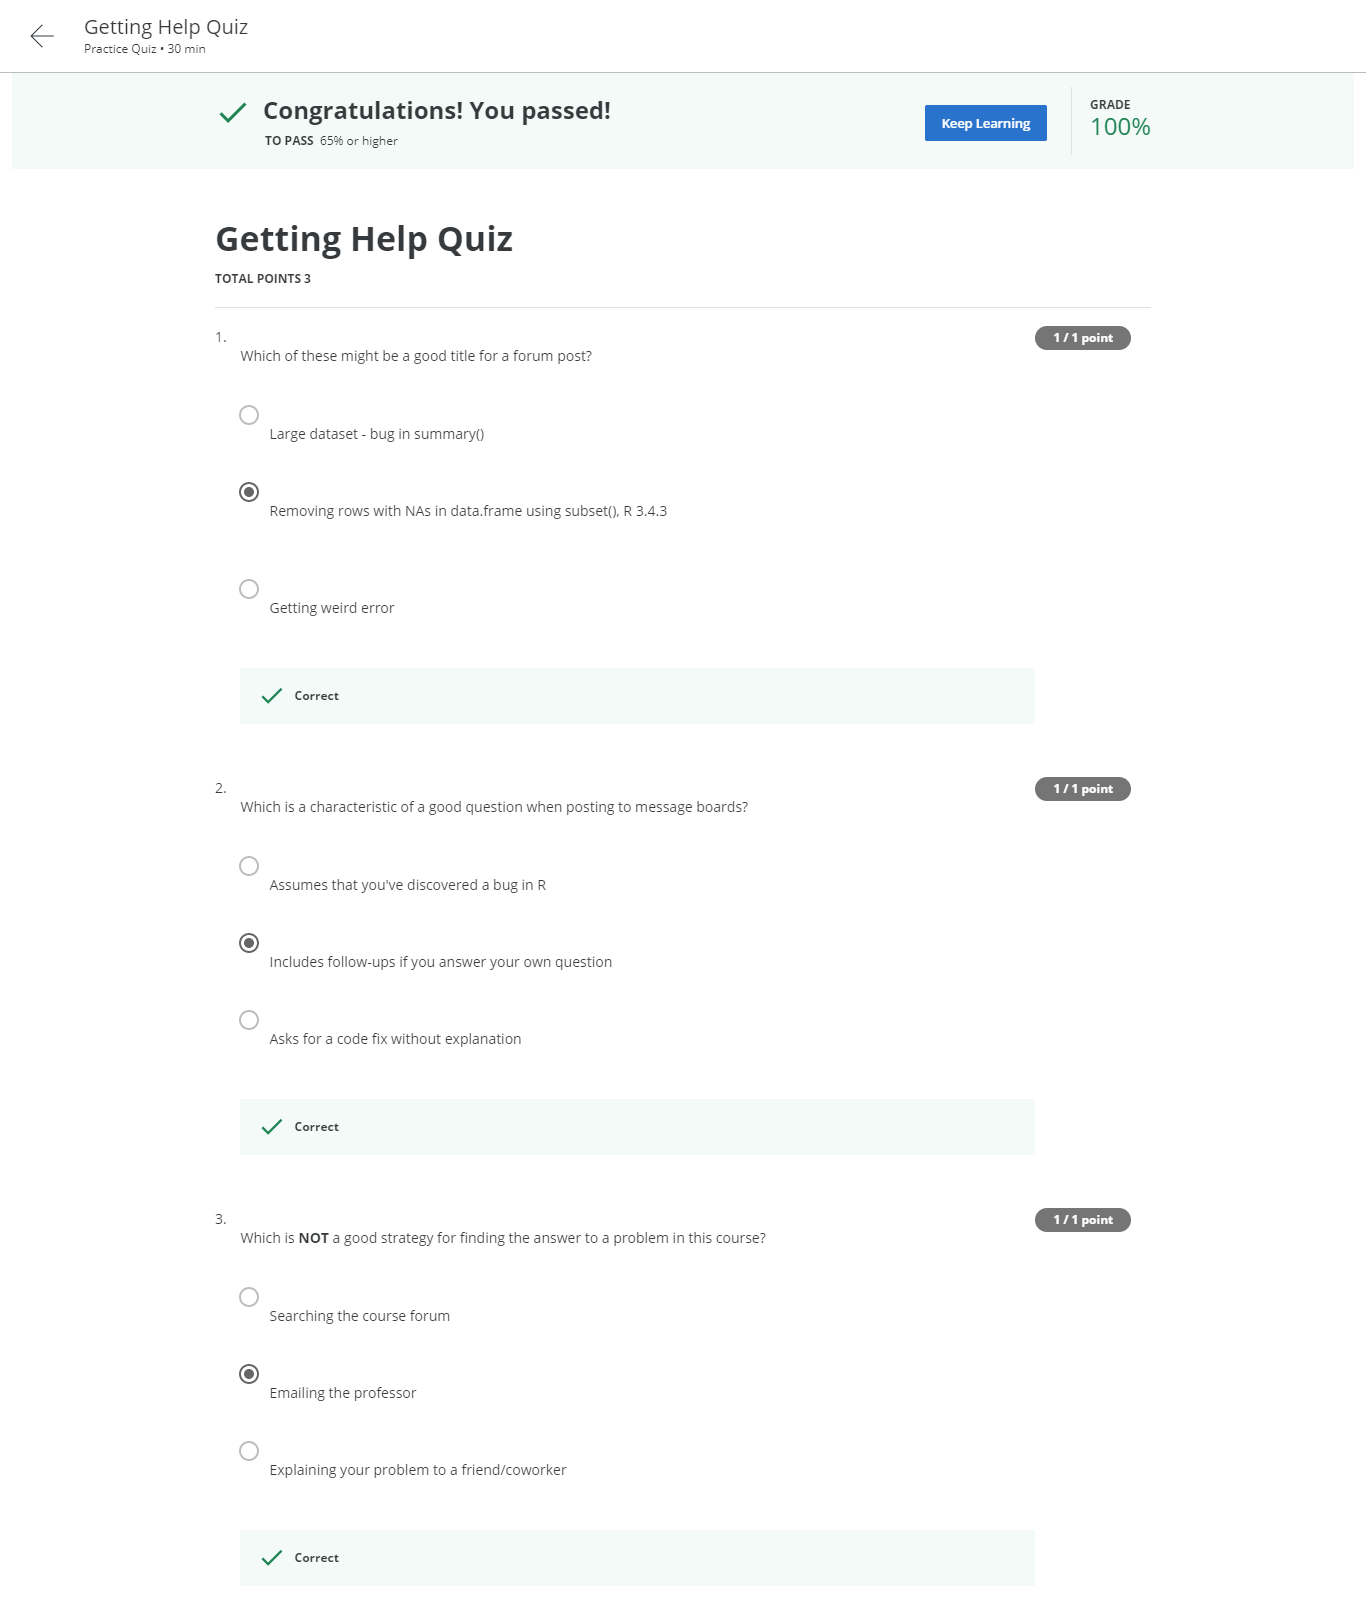 Getting Help Quiz
Practice Quiz • 30 min
Congratulations! You passed!
TO PASS 65% or higher
Keep Learning
GRADE
100%
Getting Help Quiz
TOTAL POINTS 3
1.
Which of these might be a good title for a forum post?
1 / 1 point
Large dataset - bug in summary()
Removing rows with NAs in data.frame using subset(), R 3.4.3
Getting weird error
Correct
2.
Which is a characteristic of a good question when posting to message boards?
1 / 1 point
Assumes that you've discovered a bug in R
Includes follow-ups if you answer your own question
Asks for a code fix without explanation
Correct
3.
Which is NOT a good strategy for finding the answer to a problem in this course?
1 / 1 point
Searching the course forum
Emailing the professor
Explaining your problem to a friend/coworker
Correct